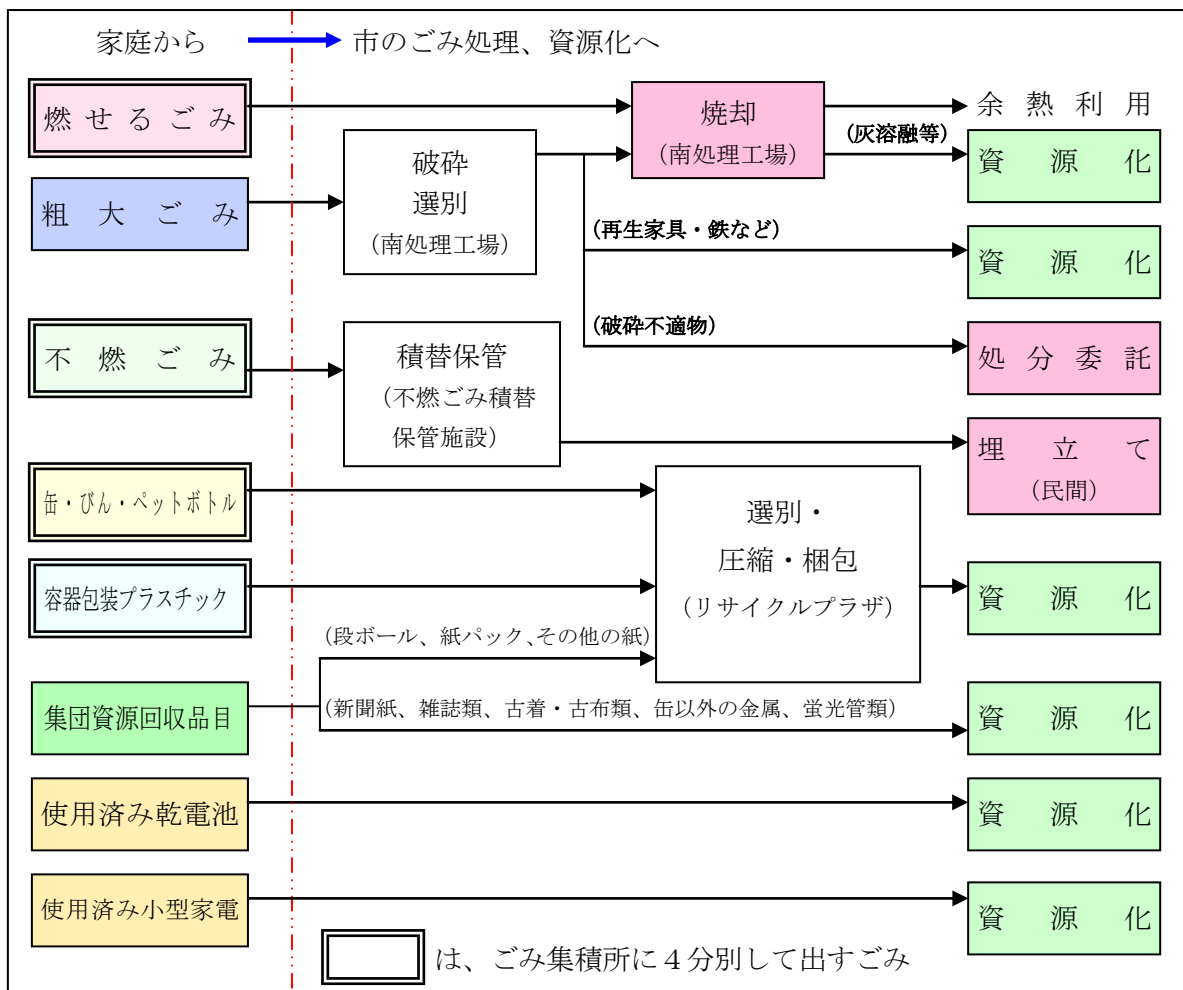 家庭から
市のごみ処理、資源化へ
燃せるごみ
焼却
(南処理工場)
余熱利用
(灰溶融等)
資源化
破砕
選別
(南処理工場)
粗大ごみ
(再生家具・鉄など)
資源化
(破砕不適物)
処分委託
不燃ごみ
積替保管
(不燃ごみ積替
保管施設)
埋立て
(民間)
缶・びん・ペットボトル
選別・
圧縮・梱包
(リサイクルプラザ)
容器包装プラスチック
資源化
(段ボール、紙パック、その他の紙)
集団資源回収品目
(新聞紙、雑誌類、古着・古布類、缶以外の金属、蛍光管類)
資源化
使用済み乾電池
資源化
使用済み小型家電
資源化
は、ごみ集積所に4分別して出すごみ